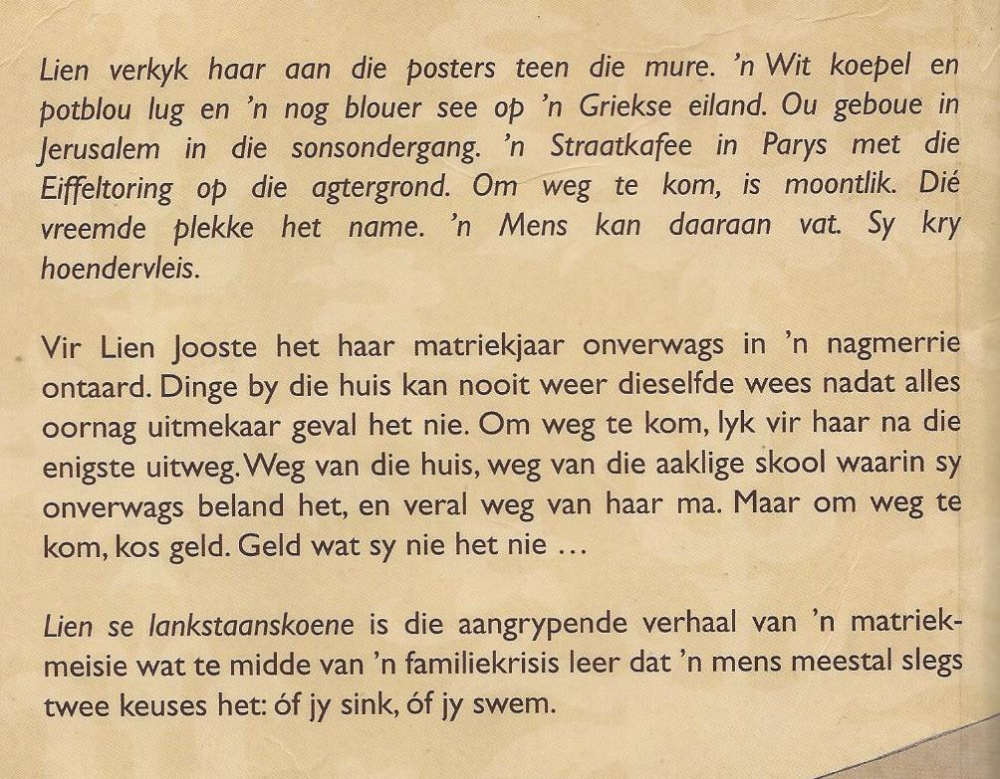 Lien verkyk haar aan die posters teen die mure. 'n Wit koepel en
potblou lug en 'n nog blouer see op 'n Griekse eiland. Ou geboue in
Jerusalem in die sonsondergang. 'n Straatkafee in Parys met die
Eiffeltoring op die agtergrond. Om weg te kom, is moontlik. Dié
vreemde plekke het name. 'n Mens kan daaraan vat. Sy kry
hoendervleis.
Vir Lien Jooste het haar matriekjaar onverwags in 'n nagmerrie
ontaard. Dinge by die huis kan nooit weer dieselfde wees nadat alles
oornag uitmekaar geval het nie. Om weg te kom, lyk vir haar na die
enigste uitweg. Weg van die huis, weg van die aaklige skool waarin sy
onverwags beland het, en veral weg van haar ma. Maar om weg te
kom, kos geld. Geld wat sy nie het nie ...
Lien se lankstaanskoene is die aangrypende verhaal van 'n matriek-
meisie wat te midde van 'n familiekrisis leer dat 'n mens meestal slegs
twee keuses het: óf jy sink, óf jy swem.